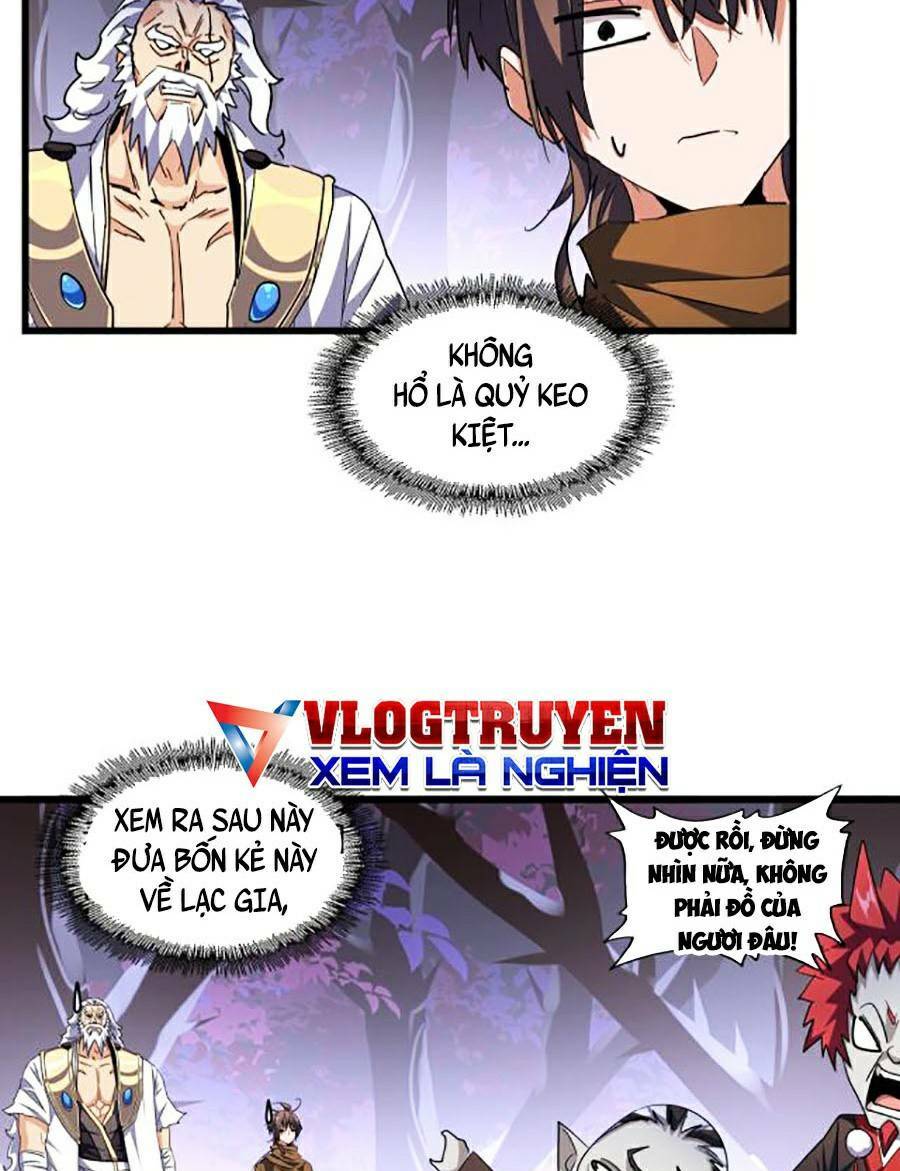 KHÔNG
HỔ LÀ QUỶ KEO
KIỆT...
VLOGTRUYEN
XEM LÀ NGHIỆN
XEM RA SAU NÀY
ĐƯA BỐN KẺ NÀY
VỀ LẠC GIA,
ĐƯỢC RỒI, ĐỪNG
NHÌN NỮA, KHÔNG
PHẢI ĐỒ CỦA
NGƯƠI ĐÂU!